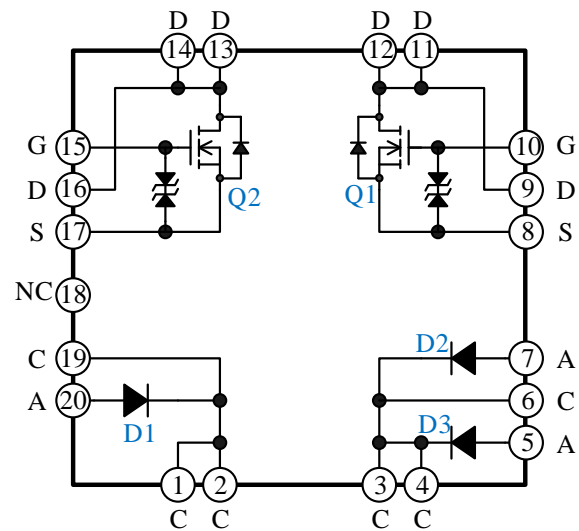 D D D D
14 13 12 11
G 15 10 G
D 16 Q2 Q1 9 D
S 17 8 S
NC 18
C 19 D2 7 A
A 20 6 C
D1 D3 5 A
1 2 3 4
C C C C